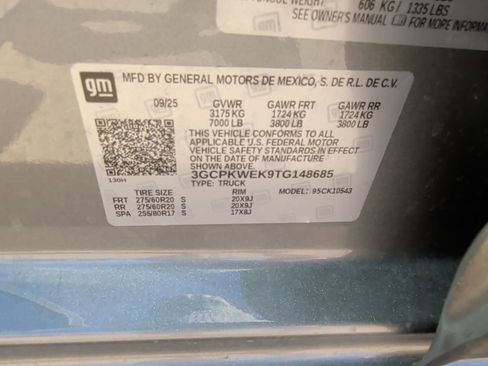 606 KG / 1335 LBS
SEE OWNER'S MANUAL FOR MORE INFORMATION
gm
MFD BY GENERAL MOTORS DE MEXICO, S. DE R.L. DE C.V.
09/25 GVWR GAWR FRT GAWR RR
3175 KG 1724 KG 1724 KG
7000 LB 3800 LB 3800 LB
THIS VEHICLE CONFORMS TO ALL
APPLICABLE U.S. FEDERAL MOTOR
VEHICLE SAFETY STANDARDS IN
EFFECT ON THE DATE OF MANUFACTURE
SHOWN ABOVE.
3GCPKWEK9TG148685
130H TYPE: TRUCK MODEL: 95CK10543
TIRE SIZE RIM
FRT 275/60R20 S 20X9J
RR 275/60R20 S 20X9J
SPA 255/80R17 S 17X8J